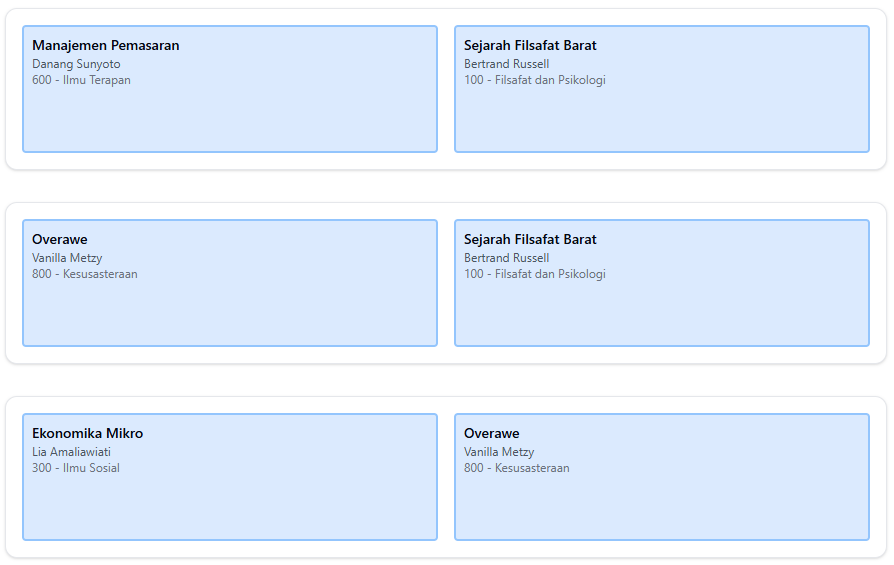 Manajemen Pemasaran
Danang Sunyoto
600 - Ilmu Terapan
Sejarah Filsafat Barat
Bertrand Russell
100 - Filsafat dan Psikologi
Overawe
Vanilla Metzy
800 - Kesusasteraan
Sejarah Filsafat Barat
Bertrand Russell
100 - Filsafat dan Psikologi
Ekonomika Mikro
Lia Amaliawiati
300 - Ilmu Sosial
Overawe
Vanilla Metzy
800 - Kesusasteraan